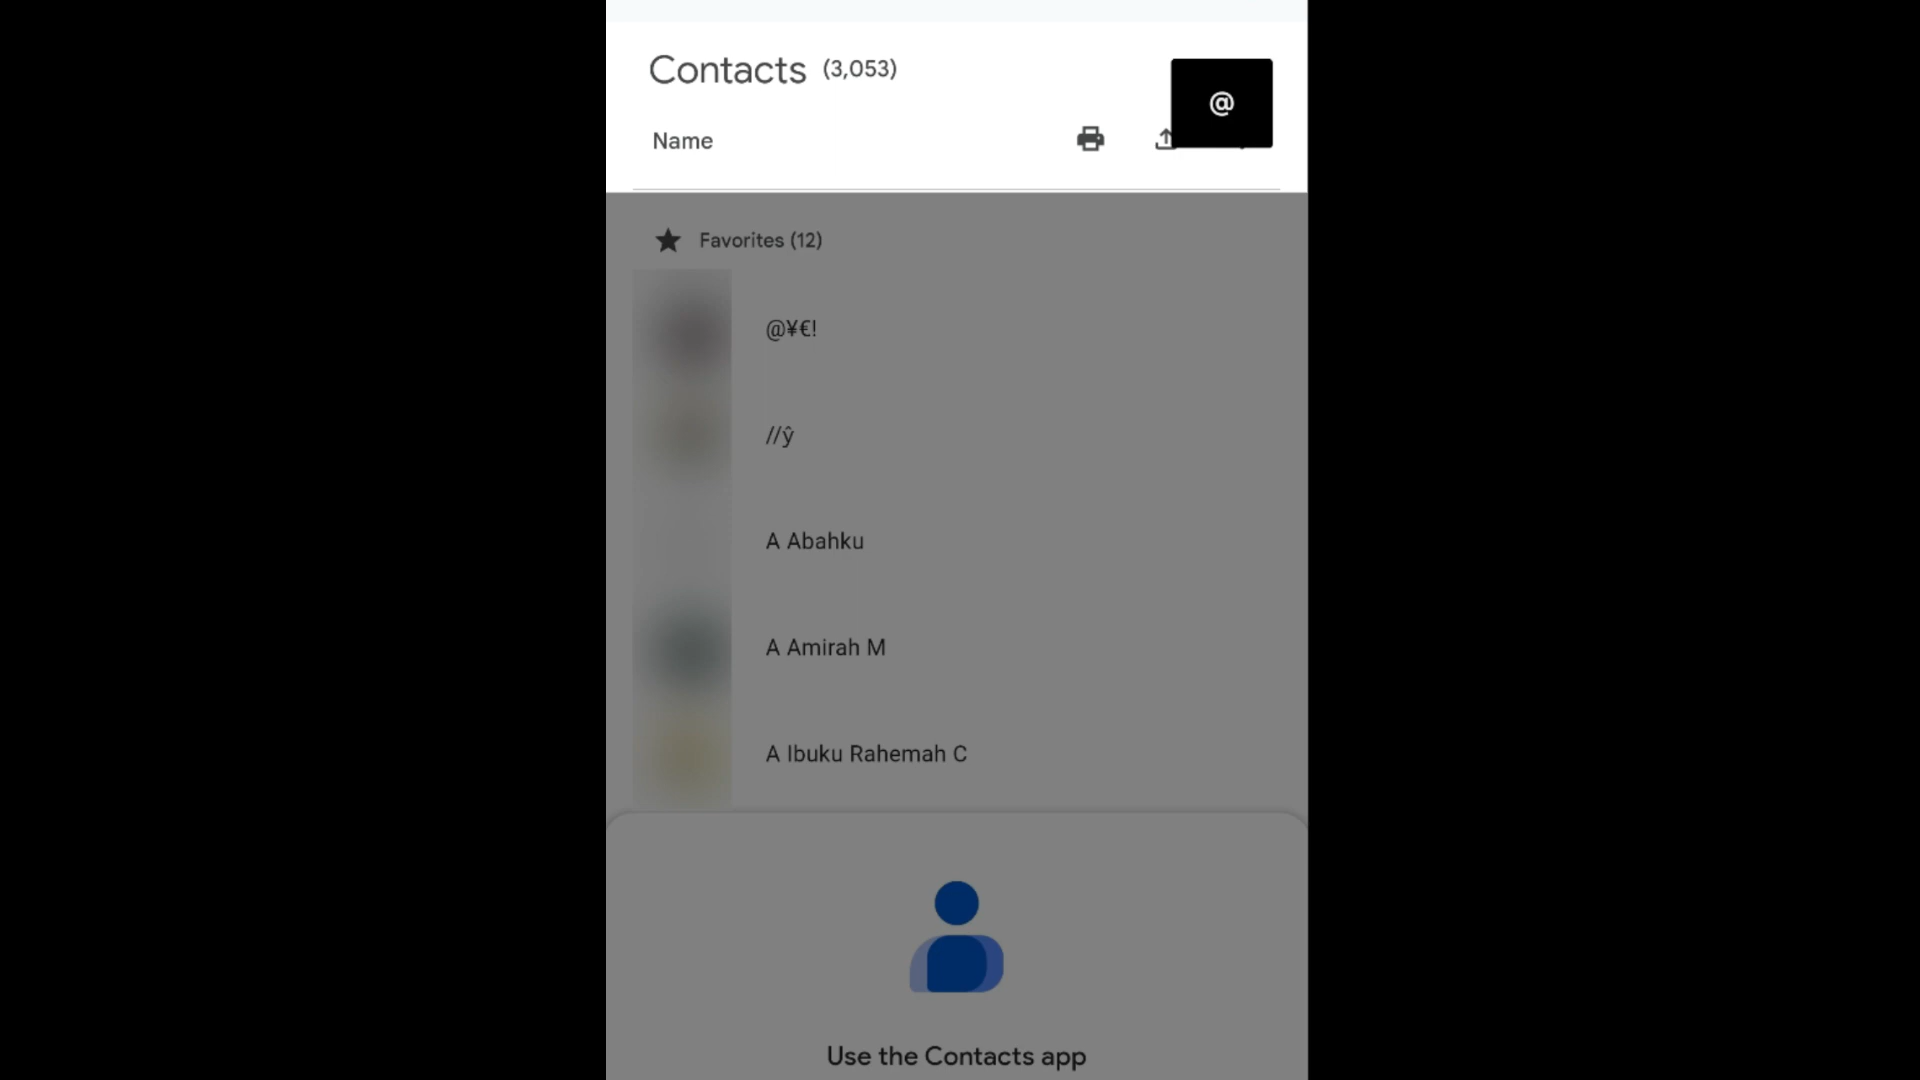 Contacts (3,053)
@
Name
Favorites (12)
@¥€!
//ŷ
A Abahku
A Amirah M
A Ibuku Rahemah C
Use the Contacts app